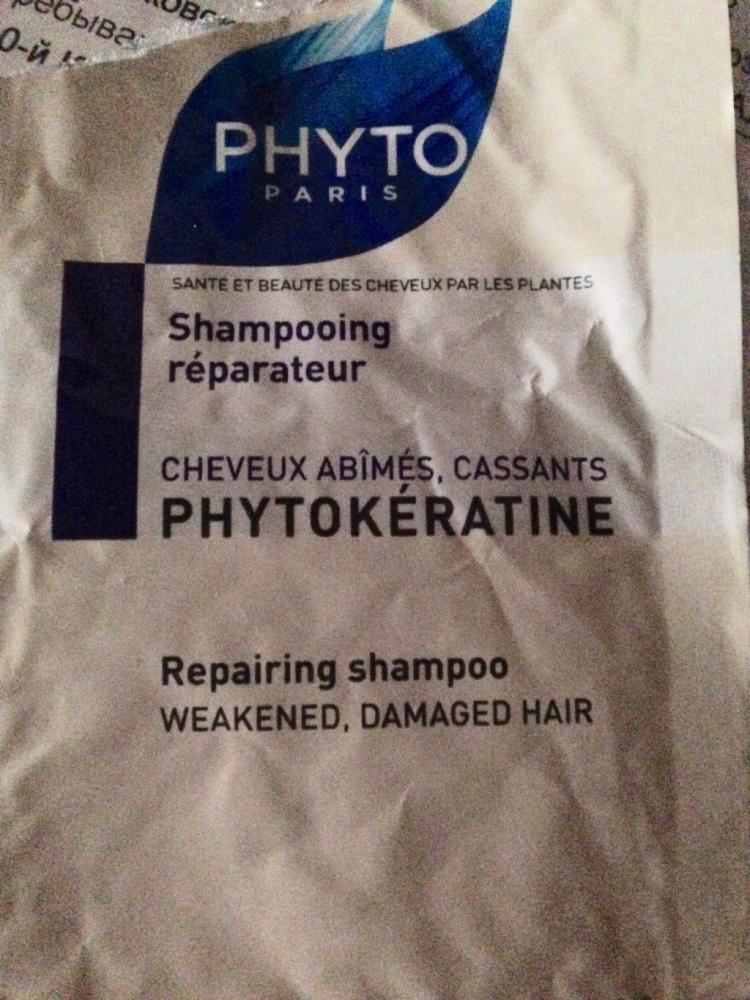 PHYTO
PARIS
SANTÉ ET BEAUTÉ DES CHEVEUX PAR LES PLANTES
Shampooing
réparateur
CHEVEUX ABÎMÉS, CASSANTS
PHYTOKÉRATINE
Repairing shampoo
WEAKENED, DAMAGED HAIR